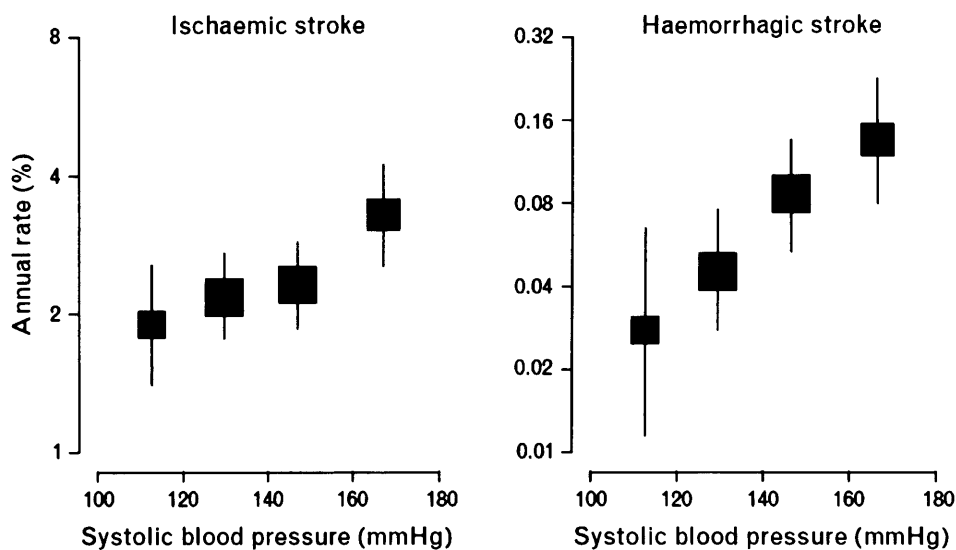 Ischaemic stroke
8
4
2
1
Annual rate (%)
100 120 140 160 180
Systolic blood pressure (mmHg)
Haemorrhagic stroke
0.32
0.16
0.08
0.04
0.02
0.01
100 120 140 160 180
Systolic blood pressure (mmHg)